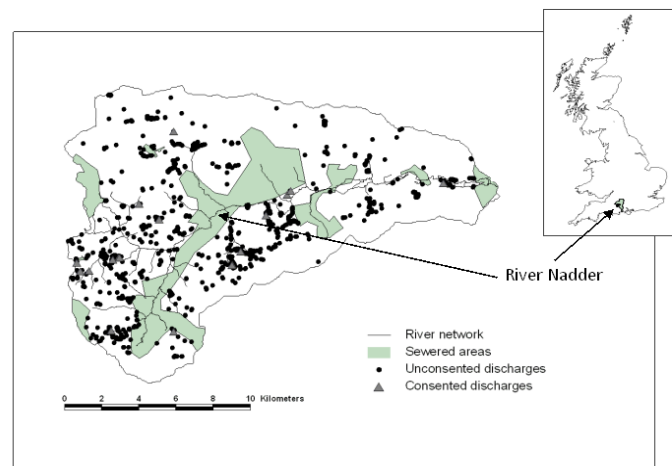 River Nadder
River network
Sewered areas
Unconsented discharges
Consented discharges
0 2 4 6 8 10 Kilometers